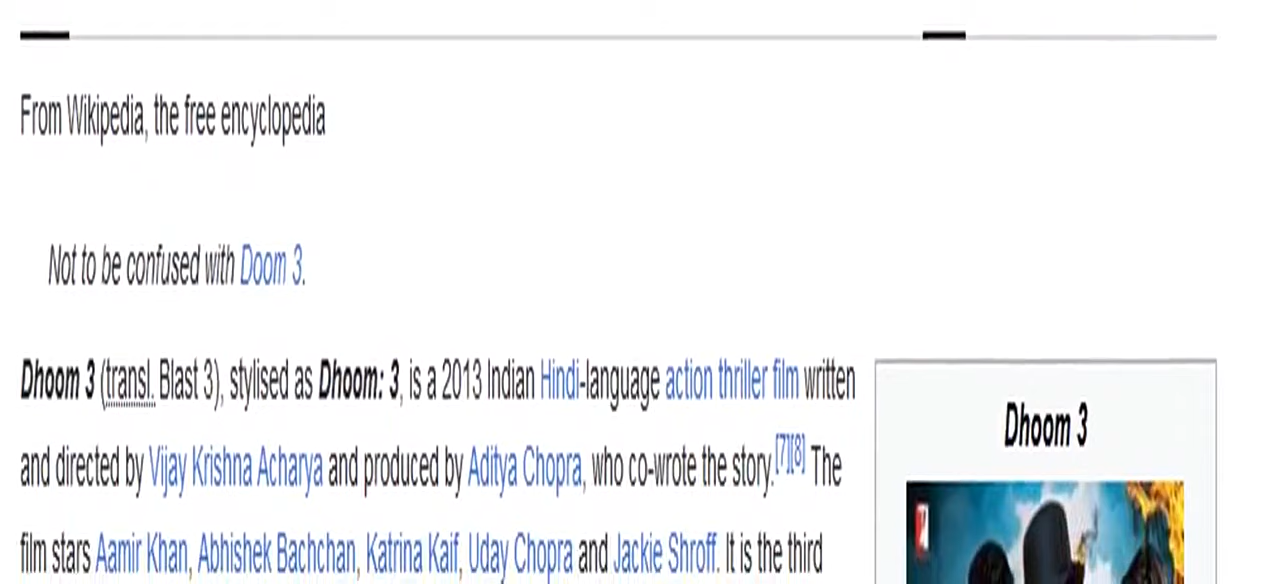 From Wikipedia, the free encyclopedia
Not to be confused with Doom 3.
Dhoom 3 (transl. Blast 3), stylised as Dhoom: 3, is a 2013 Indian Hindi-language action thriller film written
and directed by Vijay Krishna Acharya and produced by Aditya Chopra, who co-wrote the story.[7][8] The
film stars Aamir Khan, Abhishek Bachchan, Katrina Kaif, Uday Chopra and Jackie Shroff. It is the third
Dhoom 3